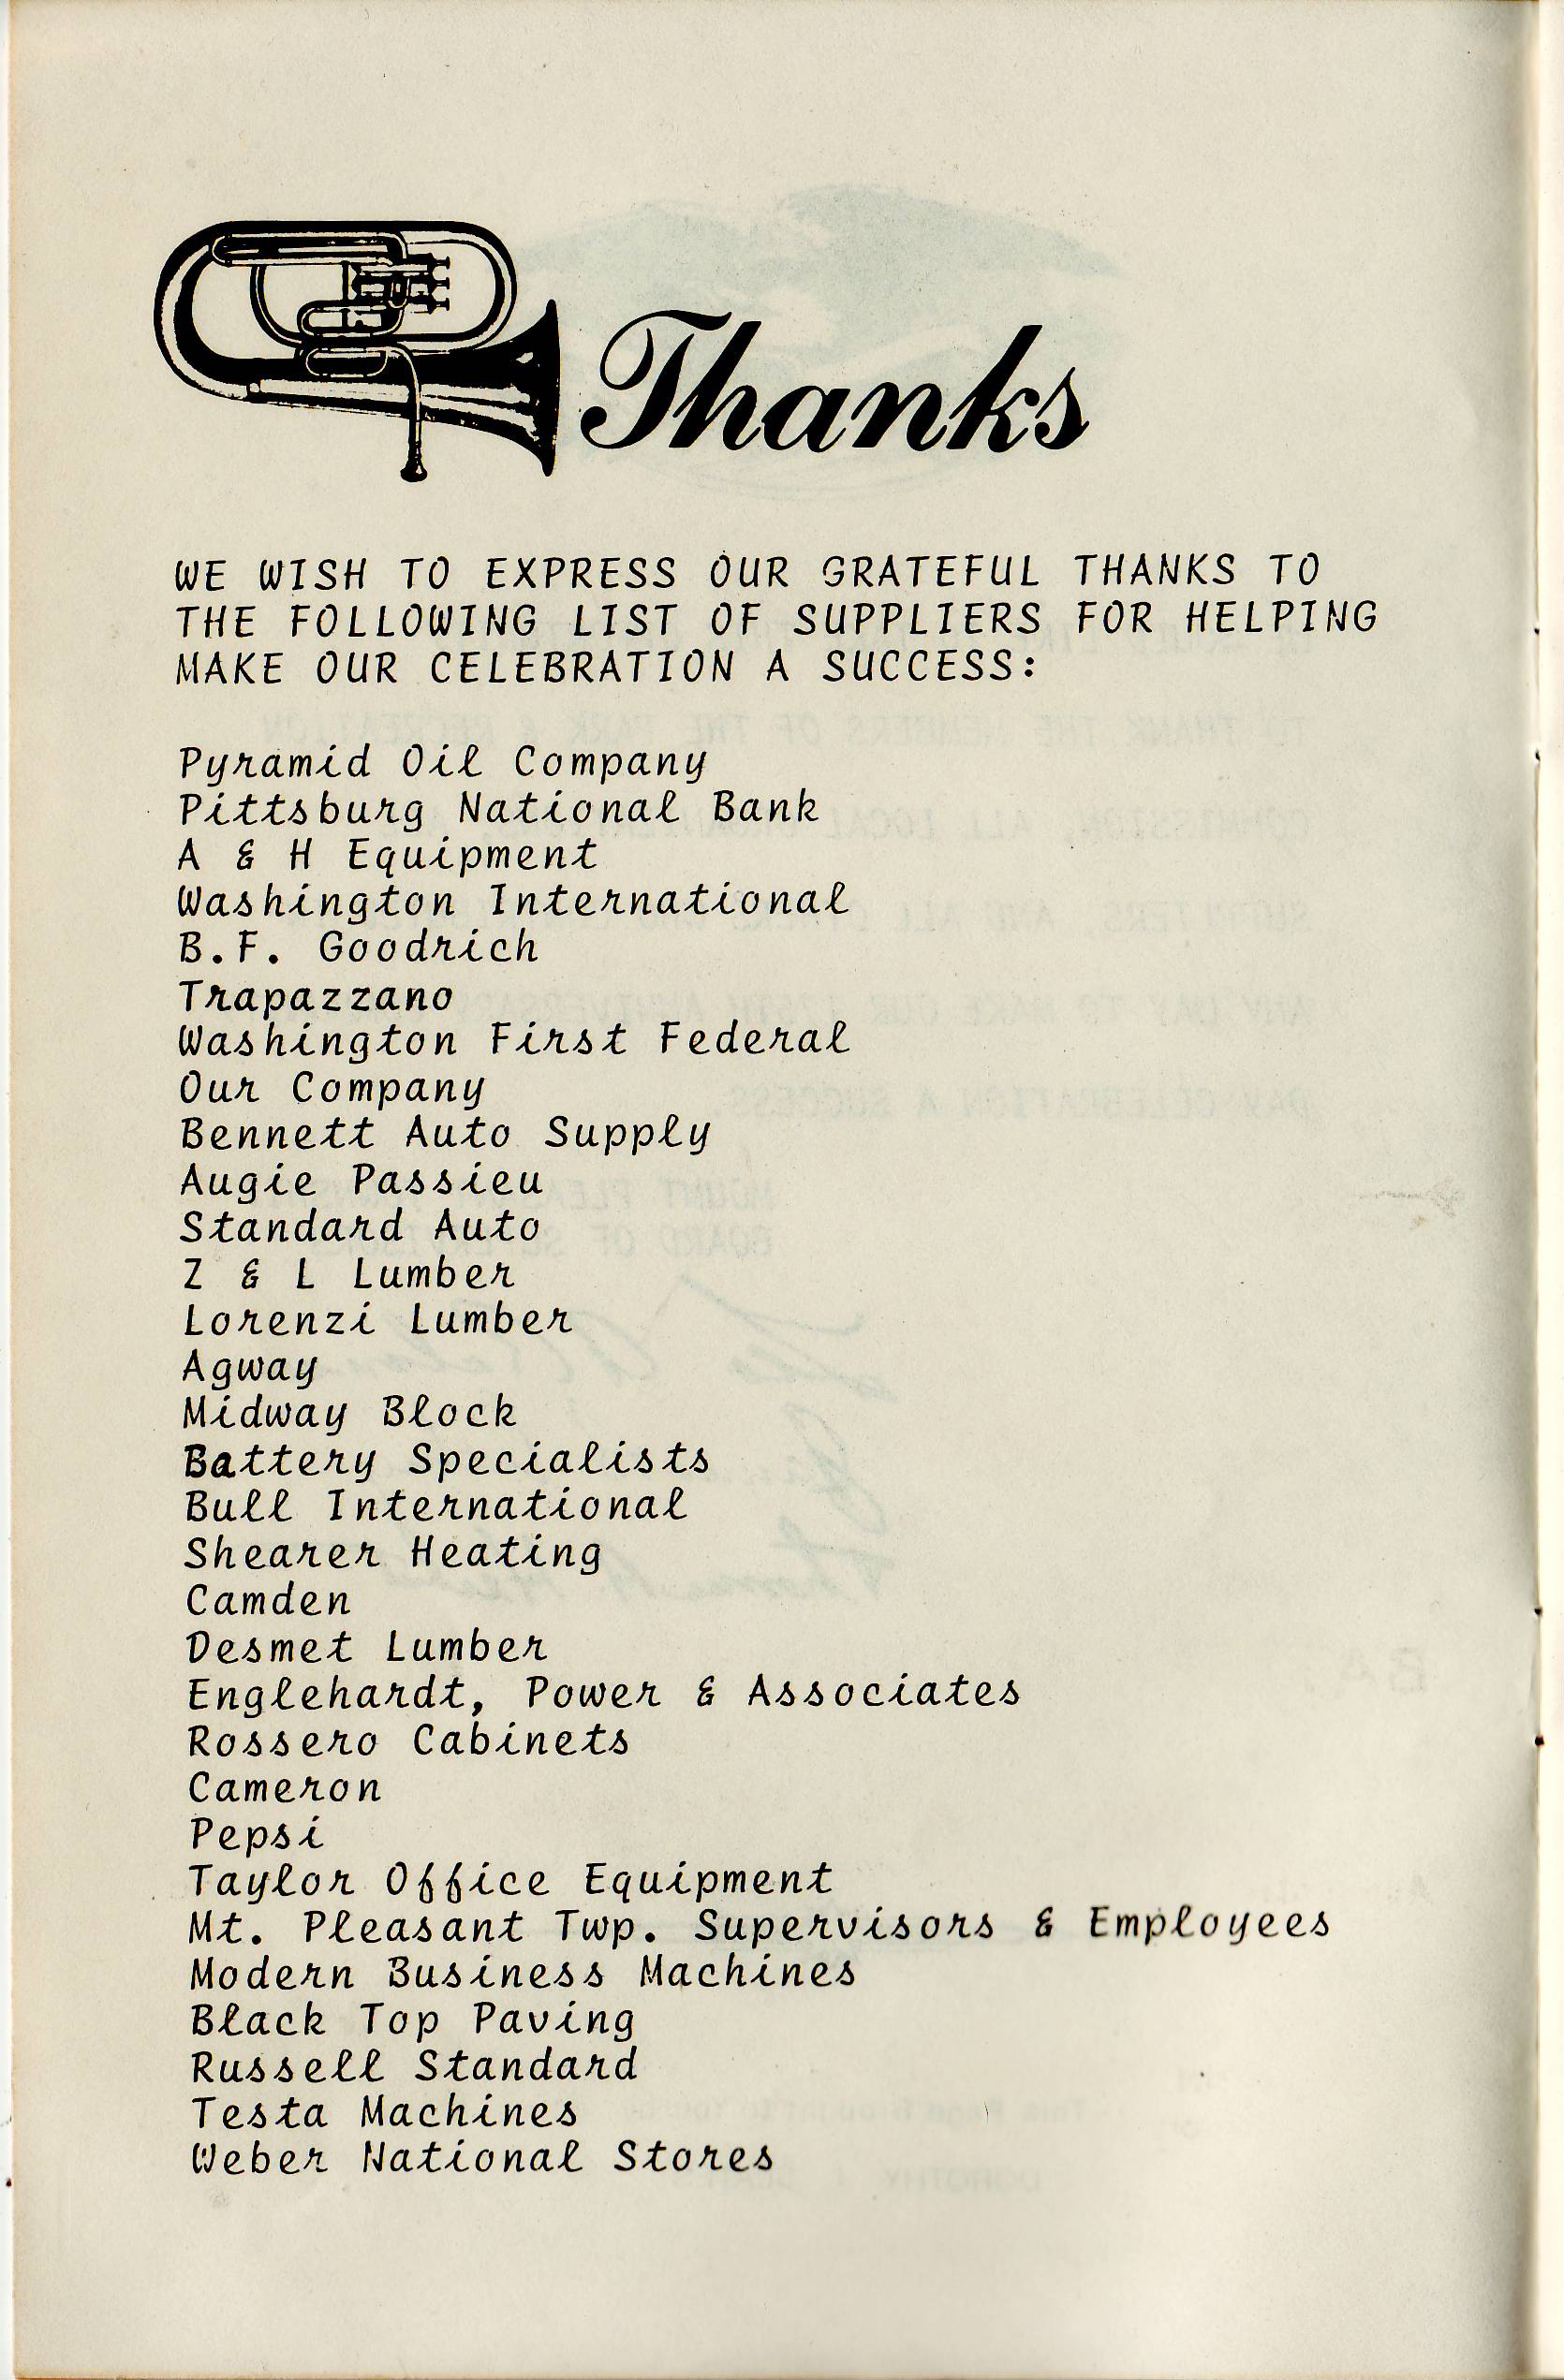 Thanks
WE WISH TO EXPRESS OUR GRATEFUL THANKS TO
THE FOLLOWING LIST OF SUPPLIERS FOR HELPING
MAKE OUR CELEBRATION A SUCCESS:
Pyramid Oil Company
Pittsburg National Bank
A & H Equipment
Washington International
B.F. Goodrich
Trapazzano
Washington First Federal
Our Company
Bennett Auto Supply
Augie Passieu
Standard Auto
Z & L Lumber
Lorenzi Lumber
Agway
Midway Block
Battery Specialists
Bull International
Shearer Heating
Camden
Desmet Lumber
Englehardt, Power & Associates
Rossero Cabinets
Cameron
Pepsi
Taylor Office Equipment
Mt. Pleasant Twp. Supervisors & Employees
Modern Business Machines
Black Top Paving
Russell Standard
Testa Machines
Weber National Stores